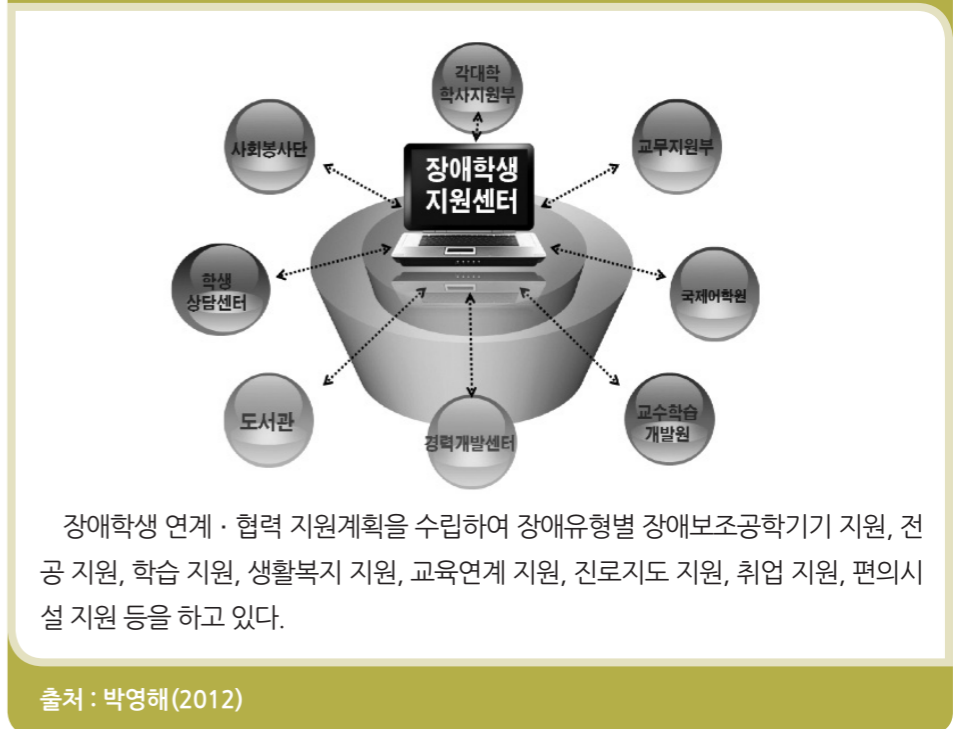 각대학
학사지원부
사회봉사단
교무지원부
장애학생
지원센터
학생
상담센터
국제어학원
도서관
경력개발센터
교수학습
개발원
장애학생 연계 · 협력 지원계획을 수립하여 장애유형별 장애보조공학기기 지원, 전
공 지원, 학습 지원, 생활복지 지원, 교육연계 지원, 진로지도 지원, 취업 지원, 편의시
설 지원 등을 하고 있다.
출처 : 박영해(2012)